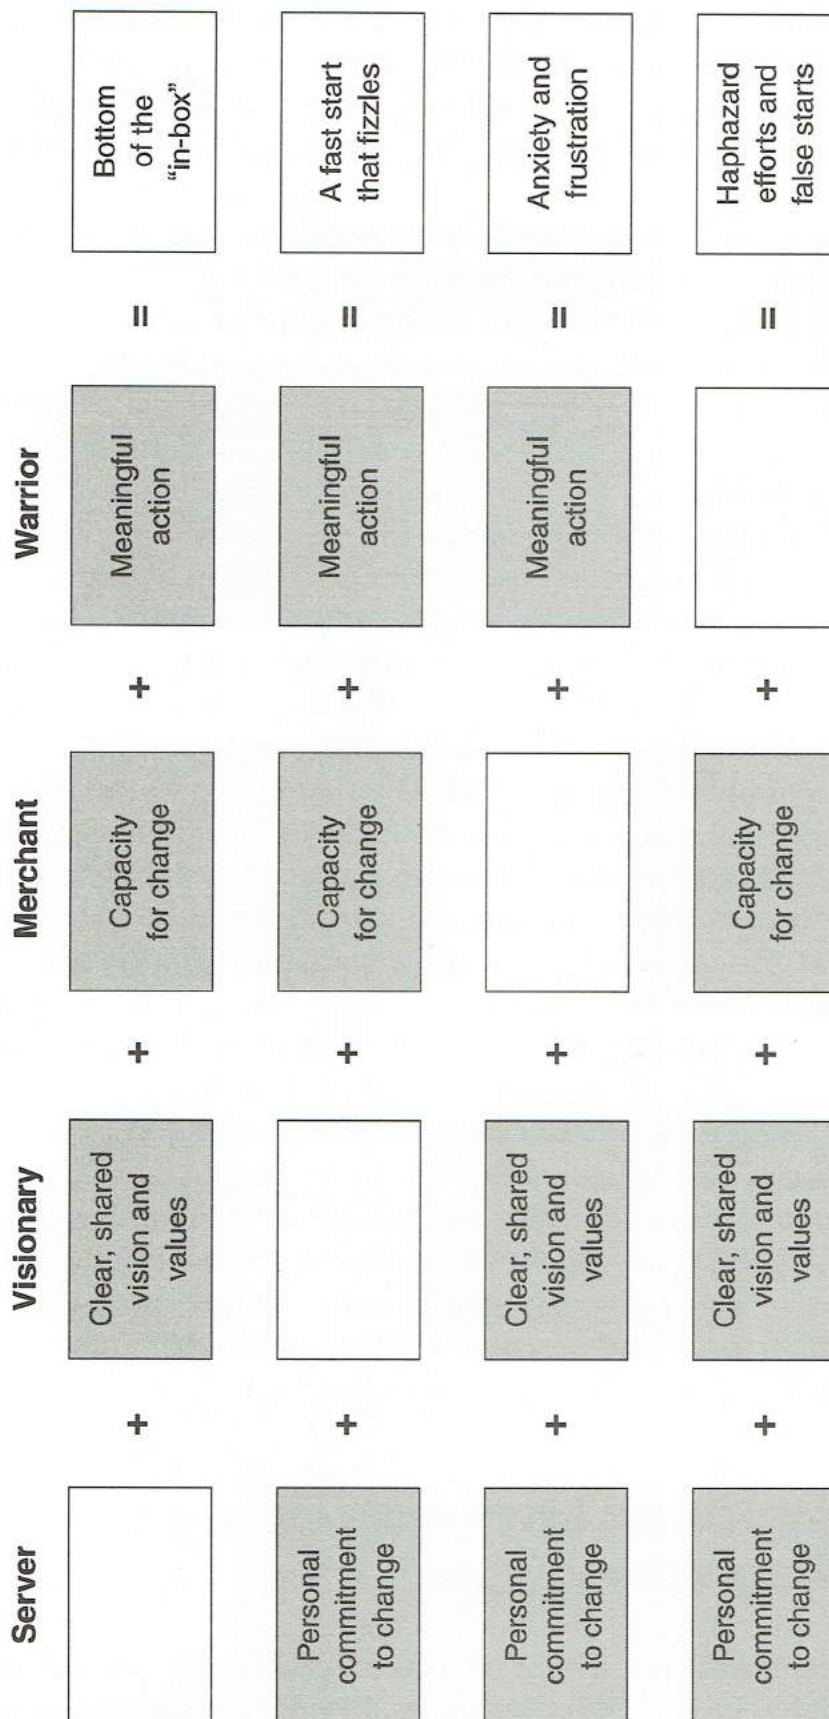 Server Visionary Merchant Warrior
+ Clear, shared
vision and
values
+ Capacity
for change
+ Meaningful
action
= Bottom
of the
“in-box”
Personal
commitment
to change
+ + Capacity
for change
+ Meaningful
action
= A fast start
that fizzles
Personal
commitment
to change
+ Clear, shared
vision and
values
+ + Meaningful
action
= Anxiety and
frustration
Personal
commitment
to change
+ Clear, shared
vision and
values
+ Capacity
for change
+ = Haphazard
efforts and
false starts